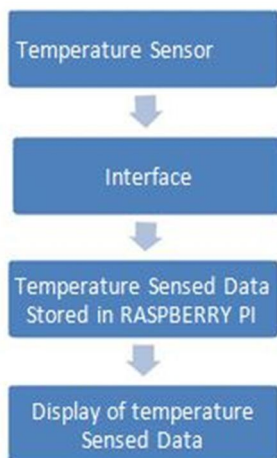 Temperature Sensor
Interface
Temperature Sensed Data
Stored in RASPBERRY PI
Display of temperature
Sensed Data